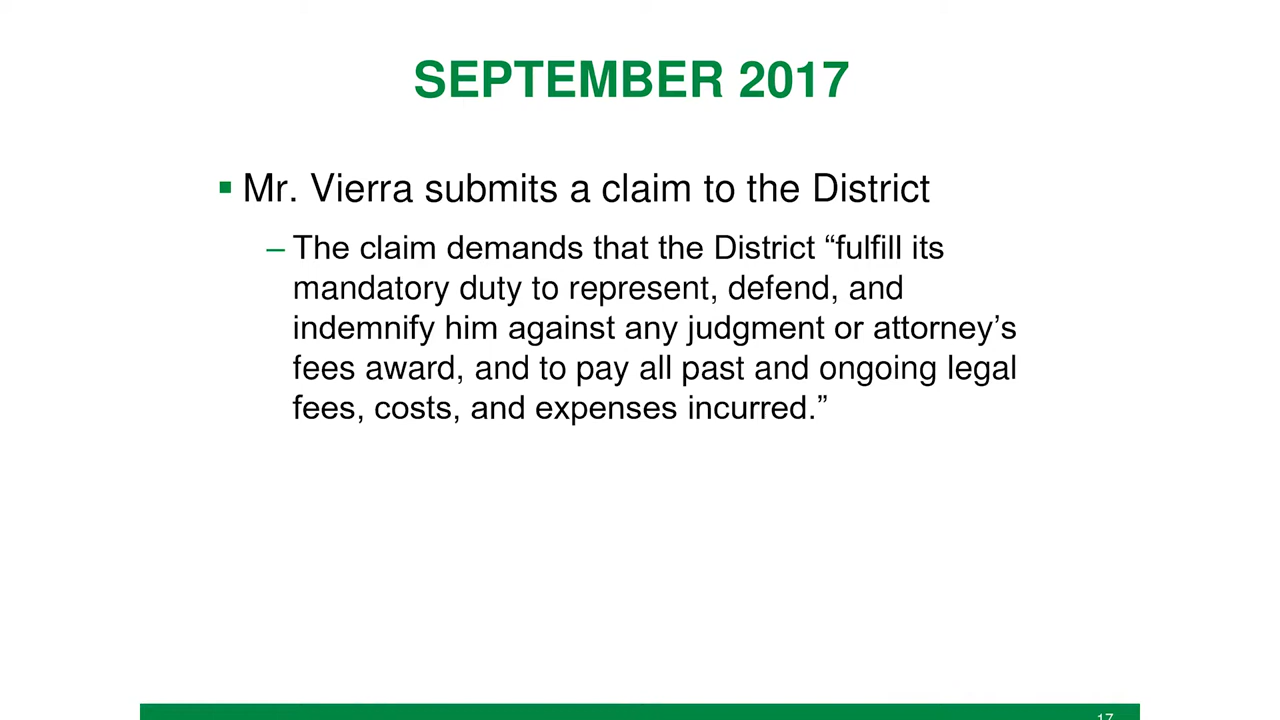 SEPTEMBER 2017
▪ Mr. Vierra submits a claim to the District
– The claim demands that the District “fulfill its
mandatory duty to represent, defend, and
indemnify him against any judgment or attorney’s
fees award, and to pay all past and ongoing legal
fees, costs, and expenses incurred.”
17